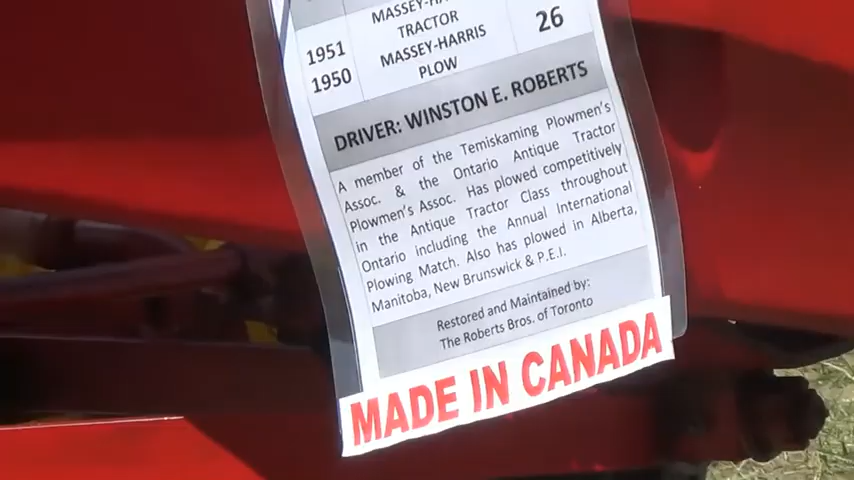 MASSEY-HA
TRACTOR
1951
MASSEY-HARRIS
26
1950
PLOW
DRIVER: WINSTON E. ROBERTS
A member of the Temiskaming Plowmen's
Assoc. & the Ontario Antique Tractor
Plowmen's Assoc. Has plowed competitively
in the Antique Tractor Class throughout
Ontario including the Annual International
Plowing Match. Also has plowed in Alberta,
Manitoba, New Brunswick & P.E.I.
Restored and Maintained by:
The Roberts Bros. of Toronto
MADE IN CANADA